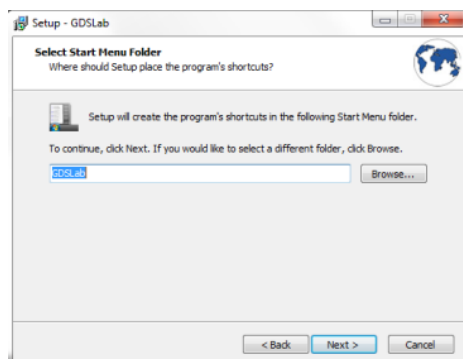 Setup - GDSLab
Select Start Menu Folder
Where should Setup place the program's shortcuts?
Setup will create the program's shortcuts in the following Start Menu folder.
To continue, click Next. If you would like to select a different folder, click Browse.
GDSLab
Browse...
< Back
Next >
Cancel